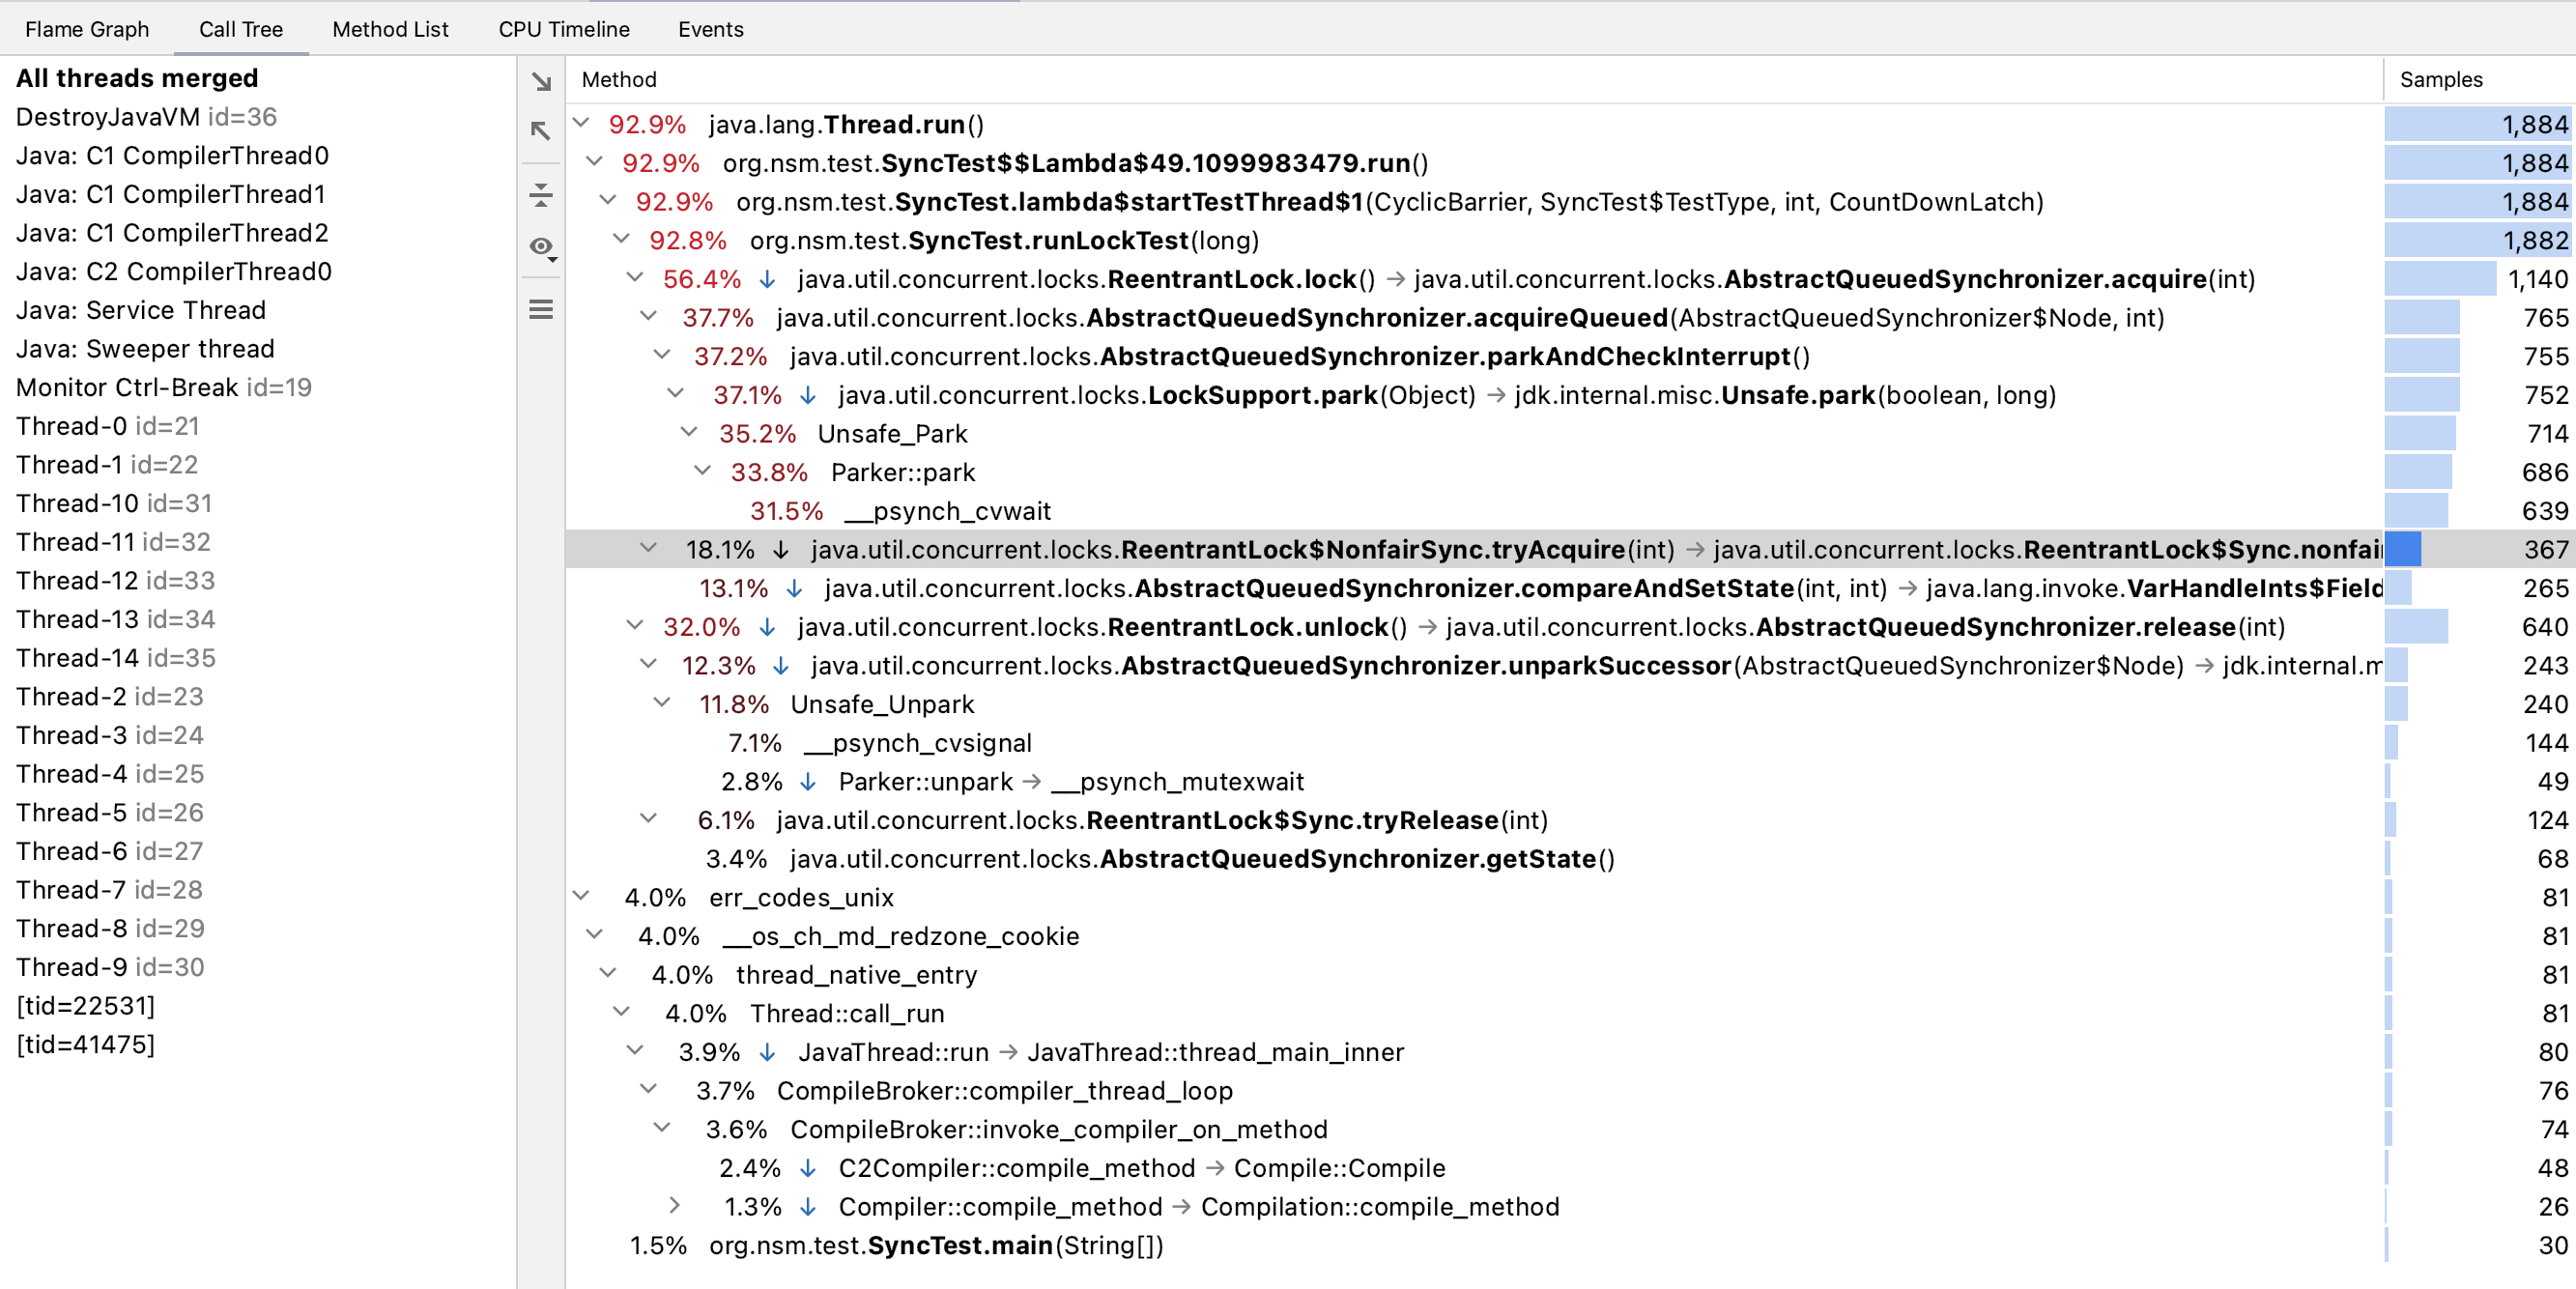 Flame Graph Call Tree Method List CPU Timeline Events
All threads merged
DestroyJavaVM id=36
Java: C1 CompilerThread0
Java: C1 CompilerThread1
Java: C1 CompilerThread2
Java: C2 CompilerThread0
Java: Service Thread
Java: Sweeper thread
Monitor Ctrl-Break id=19
Thread-0 id=21
Thread-1 id=22
Thread-10 id=31
Thread-11 id=32
Thread-12 id=33
Thread-13 id=34
Thread-14 id=35
Thread-2 id=23
Thread-3 id=24
Thread-4 id=25
Thread-5 id=26
Thread-6 id=27
Thread-7 id=28
Thread-8 id=29
Thread-9 id=30
[tid=22531]
[tid=41475]
Method Samples
92.9% java.lang.Thread.run() 1,884
92.9% org.nsm.test.SyncTest$$Lambda$49.1099983479.run() 1,884
92.9% org.nsm.test.SyncTest.lambda$startTestThread$1(CyclicBarrier, SyncTest$TestType, int, CountDownLatch) 1,884
92.8% org.nsm.test.SyncTest.runLockTest(long) 1,882
56.4% ↓ java.util.concurrent.locks.ReentrantLock.lock() → java.util.concurrent.locks.AbstractQueuedSynchronizer.acquire(int) 1,140
37.7% java.util.concurrent.locks.AbstractQueuedSynchronizer.acquireQueued(AbstractQueuedSynchronizer$Node, int) 765
37.2% java.util.concurrent.locks.AbstractQueuedSynchronizer.parkAndCheckInterrupt() 755
37.1% ↓ java.util.concurrent.locks.LockSupport.park(Object) → jdk.internal.misc.Unsafe.park(boolean, long) 752
35.2% Unsafe_Park 714
33.8% Parker::park 686
31.5% __psynch_cvwait 639
18.1% ↓ java.util.concurrent.locks.ReentrantLock$NonfairSync.tryAcquire(int) → java.util.concurrent.locks.ReentrantLock$Sync.nonfai 367
13.1% ↓ java.util.concurrent.locks.AbstractQueuedSynchronizer.compareAndSetState(int, int) → java.lang.invoke.VarHandleInts$Field 265
32.0% ↓ java.util.concurrent.locks.ReentrantLock.unlock() → java.util.concurrent.locks.AbstractQueuedSynchronizer.release(int) 640
12.3% ↓ java.util.concurrent.locks.AbstractQueuedSynchronizer.unparkSuccessor(AbstractQueuedSynchronizer$Node) → jdk.internal.m 243
11.8% Unsafe_Unpark 240
7.1% __psynch_cvsignal 144
2.8% ↓ Parker::unpark → __psynch_mutexwait 49
6.1% java.util.concurrent.locks.ReentrantLock$Sync.tryRelease(int) 124
3.4% java.util.concurrent.locks.AbstractQueuedSynchronizer.getState() 68
4.0% err_codes_unix 81
4.0% __os_ch_md_redzone_cookie 81
4.0% thread_native_entry 81
4.0% Thread::call_run 81
3.9% ↓ JavaThread::run → JavaThread::thread_main_inner 80
3.7% CompileBroker::compiler_thread_loop 76
3.6% CompileBroker::invoke_compiler_on_method 74
2.4% ↓ C2Compiler::compile_method → Compile::Compile 48
1.3% ↓ Compiler::compile_method → Compilation::compile_method 26
1.5% org.nsm.test.SyncTest.main(String[]) 30